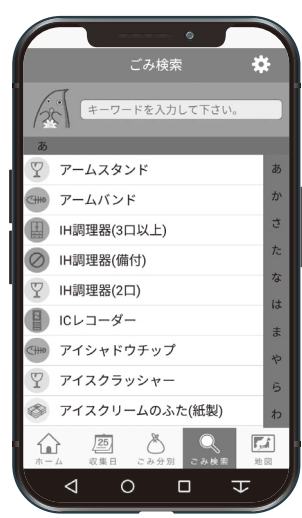 ごみ検索
キーワードを入力して下さい。
あ
アームスタンド
アームバンド
IH調理器(3口以上)
IH調理器(備付)
IH調理器(2口)
ICレコーダー
アイシャドウチップ
アイスクラッシャー
アイスクリームのふた(紙製)
あ
か
さ
た
な
は
ま
や
ら
わ
25
ホーム 収集日 ごみ分別 ごみ検索 地図